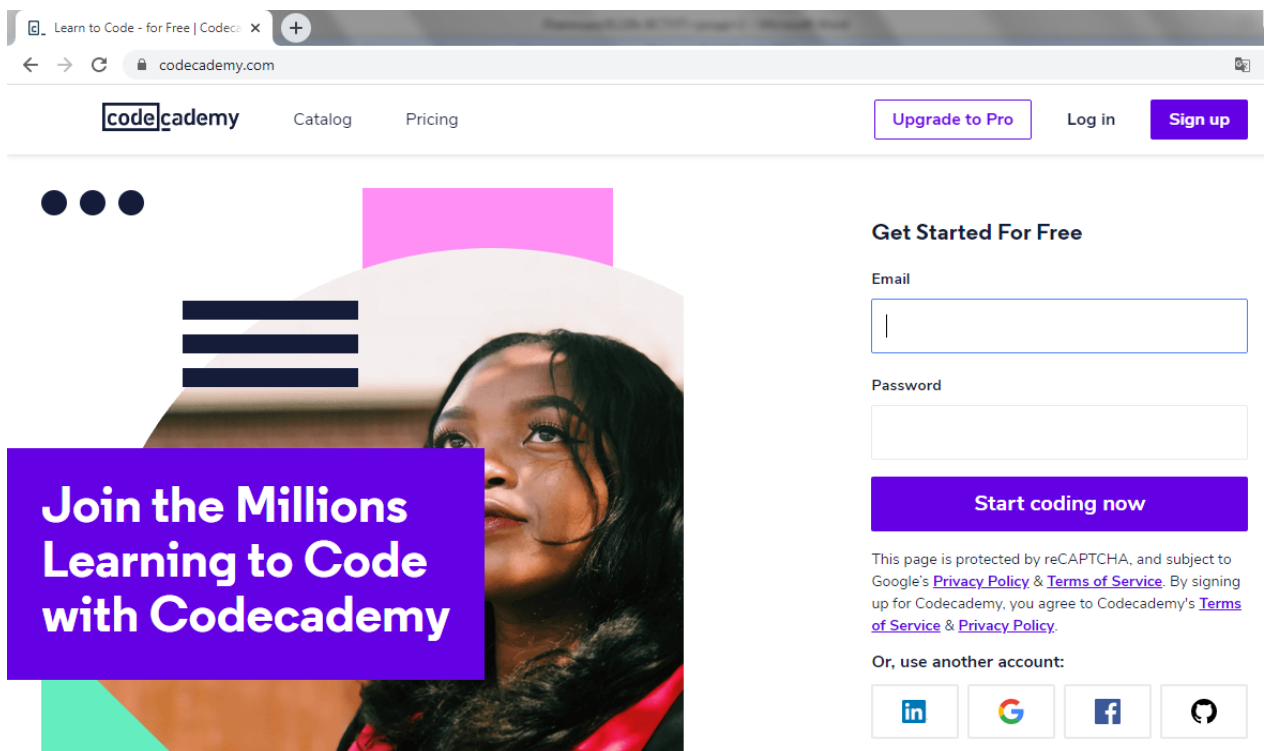 Learn to Code - for Free | Codeca
codecademy.com
codecademy Catalog Pricing Upgrade to Pro Log in Sign up
Join the Millions
Learning to Code
with Codecademy
Get Started For Free
Email
Password
Start coding now
This page is protected by reCAPTCHA, and subject to
Google's Privacy Policy & Terms of Service. By signing
up for Codecademy, you agree to Codecademy's Terms
of Service & Privacy Policy.
Or, use another account:
in G f